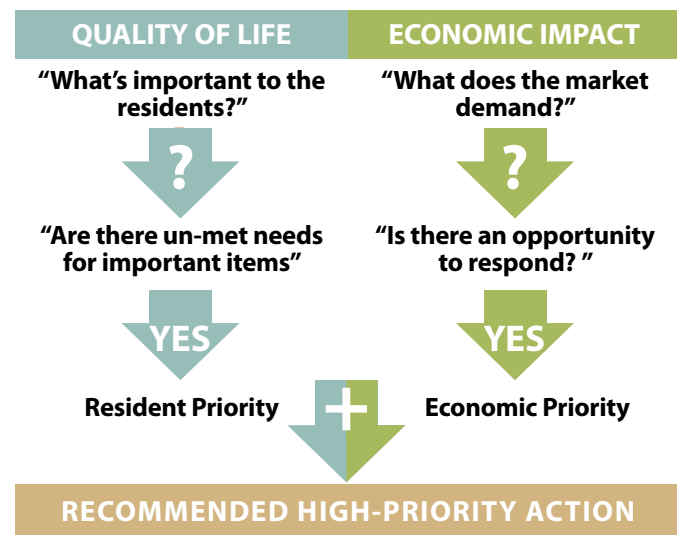 QUALITY OF LIFE
ECONOMIC IMPACT
“What’s important to the
residents?”
“What does the market
demand?”
?
?
“Are there un-met needs
for important items”
“Is there an opportunity
to respond? ”
YES
YES
Resident Priority
+
Economic Priority
RECOMMENDED HIGH-PRIORITY ACTION